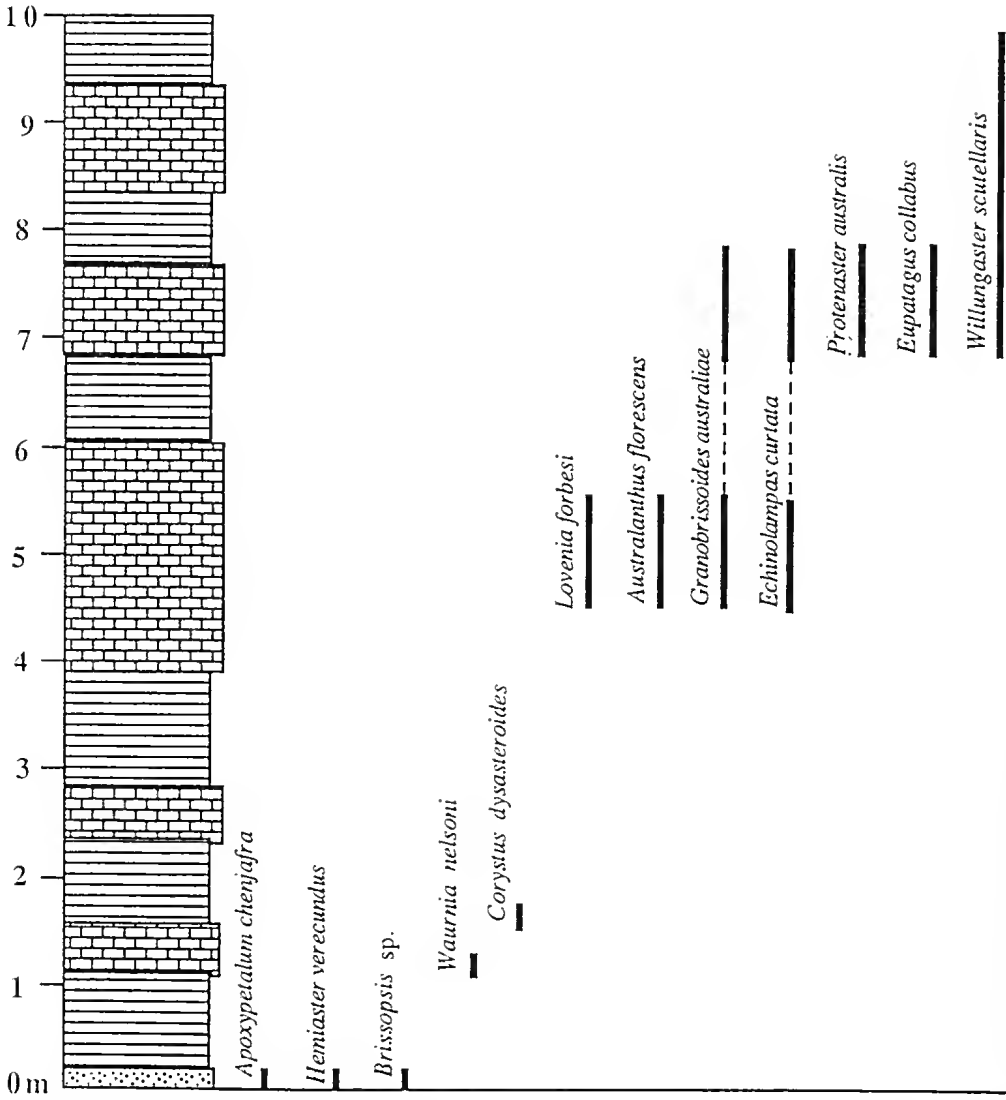 10
9
8
7
6
5
4
3
2
1
0m
Apoxypetalum chenjafra
Hemiaster verecundus
Brissopsis sp.
Waurnia nelsoni
Corystus dysasteroides
Lovenia forbesi
Australanthus florescens
Granobrissoides australiae
Echinolampas curtata
Protenaster australis
Eupatagus collabus
Willungaster scutellaris